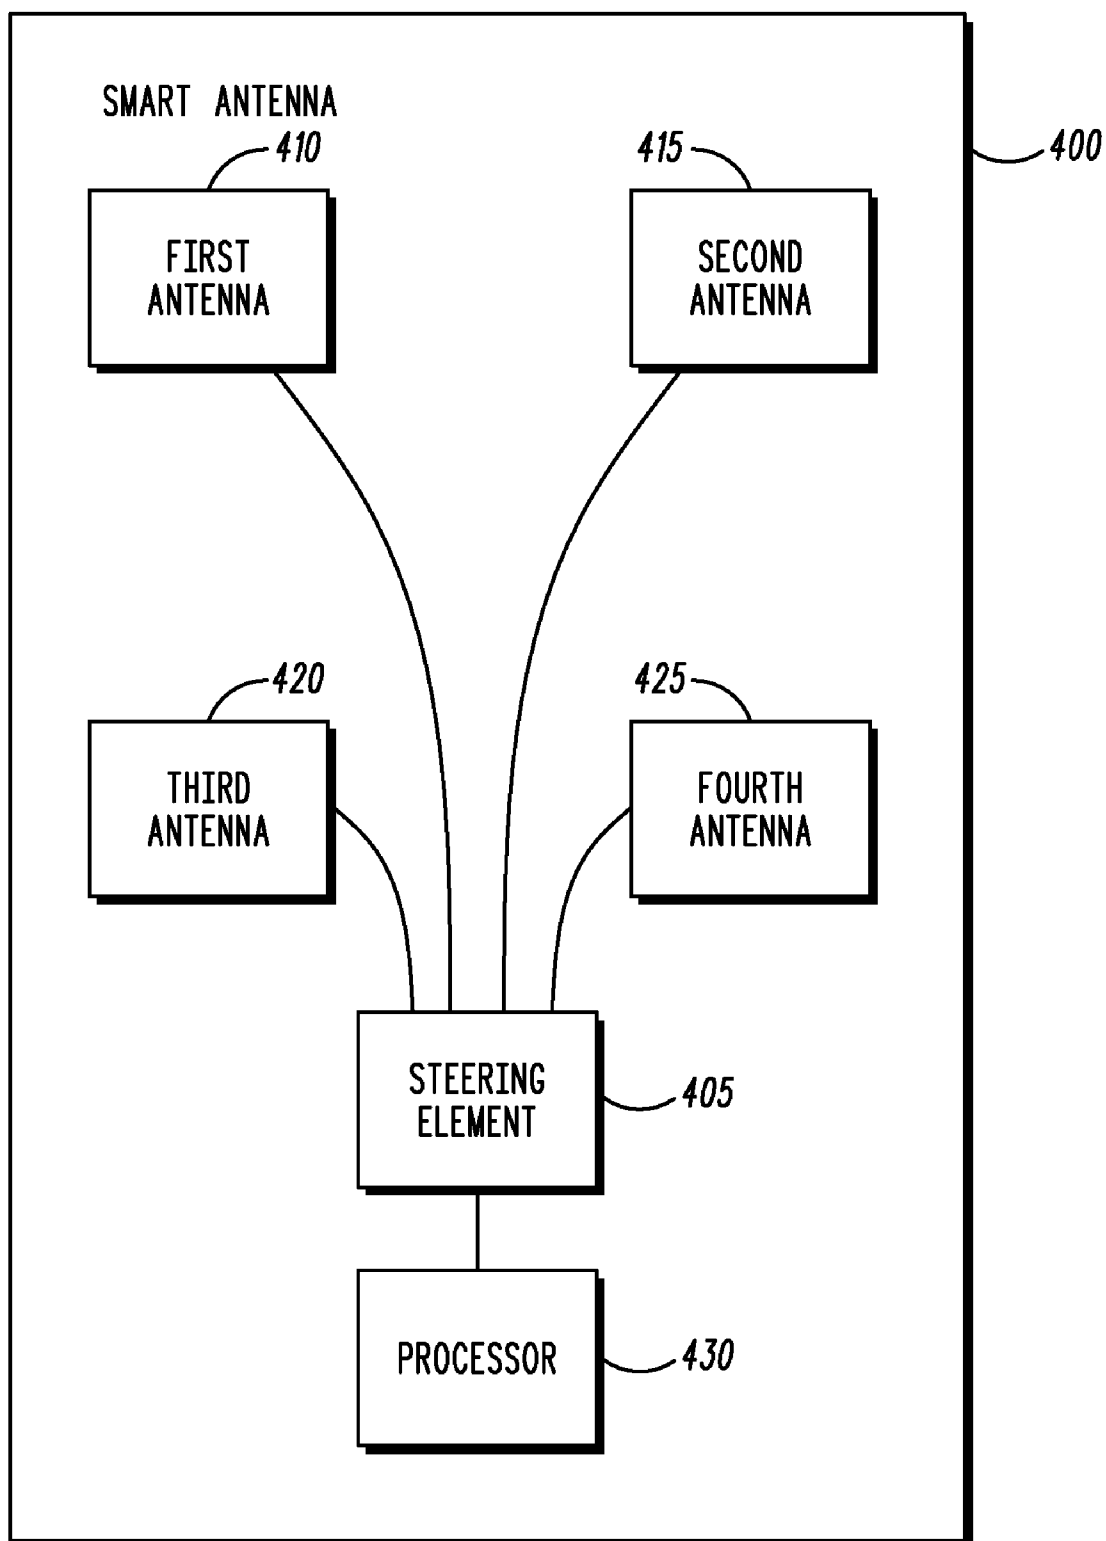 SMART ANTENNA
410
415
400
FIRST
ANTENNA
SECOND
ANTENNA
420
425
THIRD
ANTENNA
FOURTH
ANTENNA
STEERING
ELEMENT
405
PROCESSOR
430